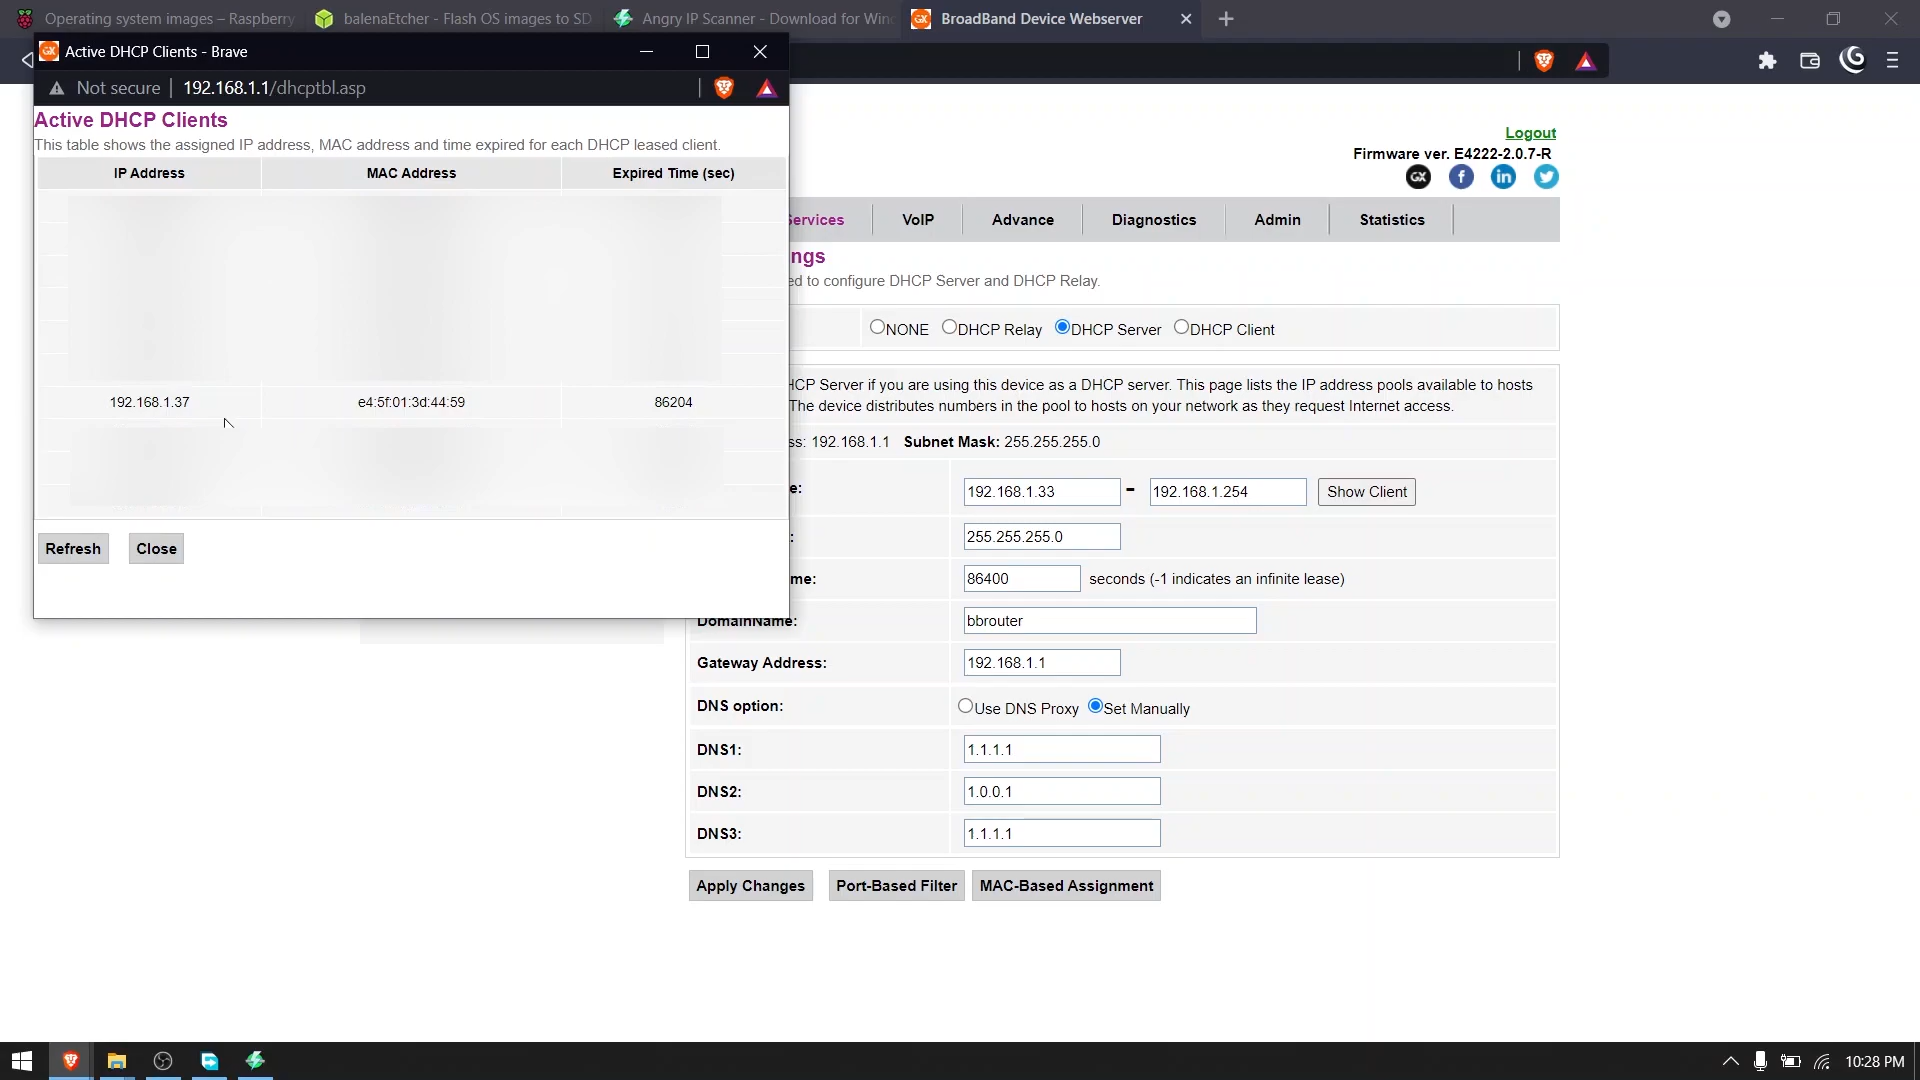 Operating system images – Raspberry
balenaEtcher - Flash OS images to SD
Angry IP Scanner - Download for Win
BroadBand Device Webserver
Active DHCP Clients - Brave
Not secure | 192.168.1.1/dhcptbl.asp
Active DHCP Clients
This table shows the assigned IP address, MAC address and time expired for each DHCP leased client.
IP Address MAC Address Expired Time (sec)
192.168.1.37 e4:5f:01:3d:44:59 86204
Refresh Close
Logout
Firmware ver. E4222-2.0.7-R
Services VoIP Advance Diagnostics Admin Statistics
ngs
ed to configure DHCP Server and DHCP Relay.
NONE DHCP Relay DHCP Server DHCP Client
HCP Server if you are using this device as a DHCP server. This page lists the IP address pools available to hosts
The device distributes numbers in the pool to hosts on your network as they request Internet access.
ss: 192.168.1.1 Subnet Mask: 255.255.255.0
e: 192.168.1.33 - 192.168.1.254 Show Client
: 255.255.255.0
me: 86400 seconds (-1 indicates an infinite lease)
DomainName: bbrouter
Gateway Address: 192.168.1.1
DNS option: Use DNS Proxy Set Manually
DNS1: 1.1.1.1
DNS2: 1.0.0.1
DNS3: 1.1.1.1
Apply Changes Port-Based Filter MAC-Based Assignment
10:28 PM